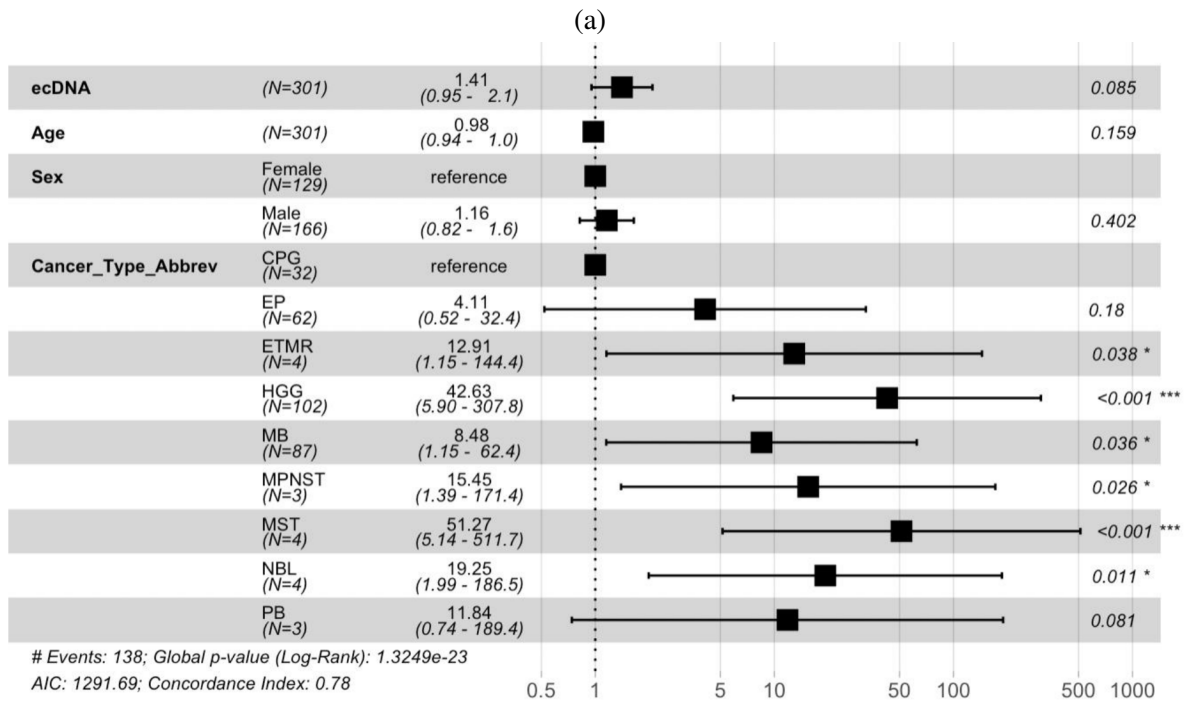 (a)
ecDNA (N=301) 1.41 (0.95 - 2.1) 0.085
Age (N=301) 0.98 (0.94 - 1.0) 0.159
Sex Female (N=129) reference
Male (N=166) 1.16 (0.82 - 1.6) 0.402
Cancer_Type_Abbrev CPG (N=32) reference
EP (N=62) 4.11 (0.52 - 32.4) 0.18
ETMR (N=4) 12.91 (1.15 - 144.4) 0.038 *
HGG (N=102) 42.63 (5.90 - 307.8) <0.001 ***
MB (N=87) 8.48 (1.15 - 62.4) 0.036 *
MPNST (N=3) 15.45 (1.39 - 171.4) 0.026 *
MST (N=4) 51.27 (5.14 - 511.7) <0.001 ***
NBL (N=4) 19.25 (1.99 - 186.5) 0.011 *
PB (N=3) 11.84 (0.74 - 189.4) 0.081
# Events: 138; Global p-value (Log-Rank): 1.3249e-23
AIC: 1291.69; Concordance Index: 0.78
0.5 1 5 10 50 100 500 1000